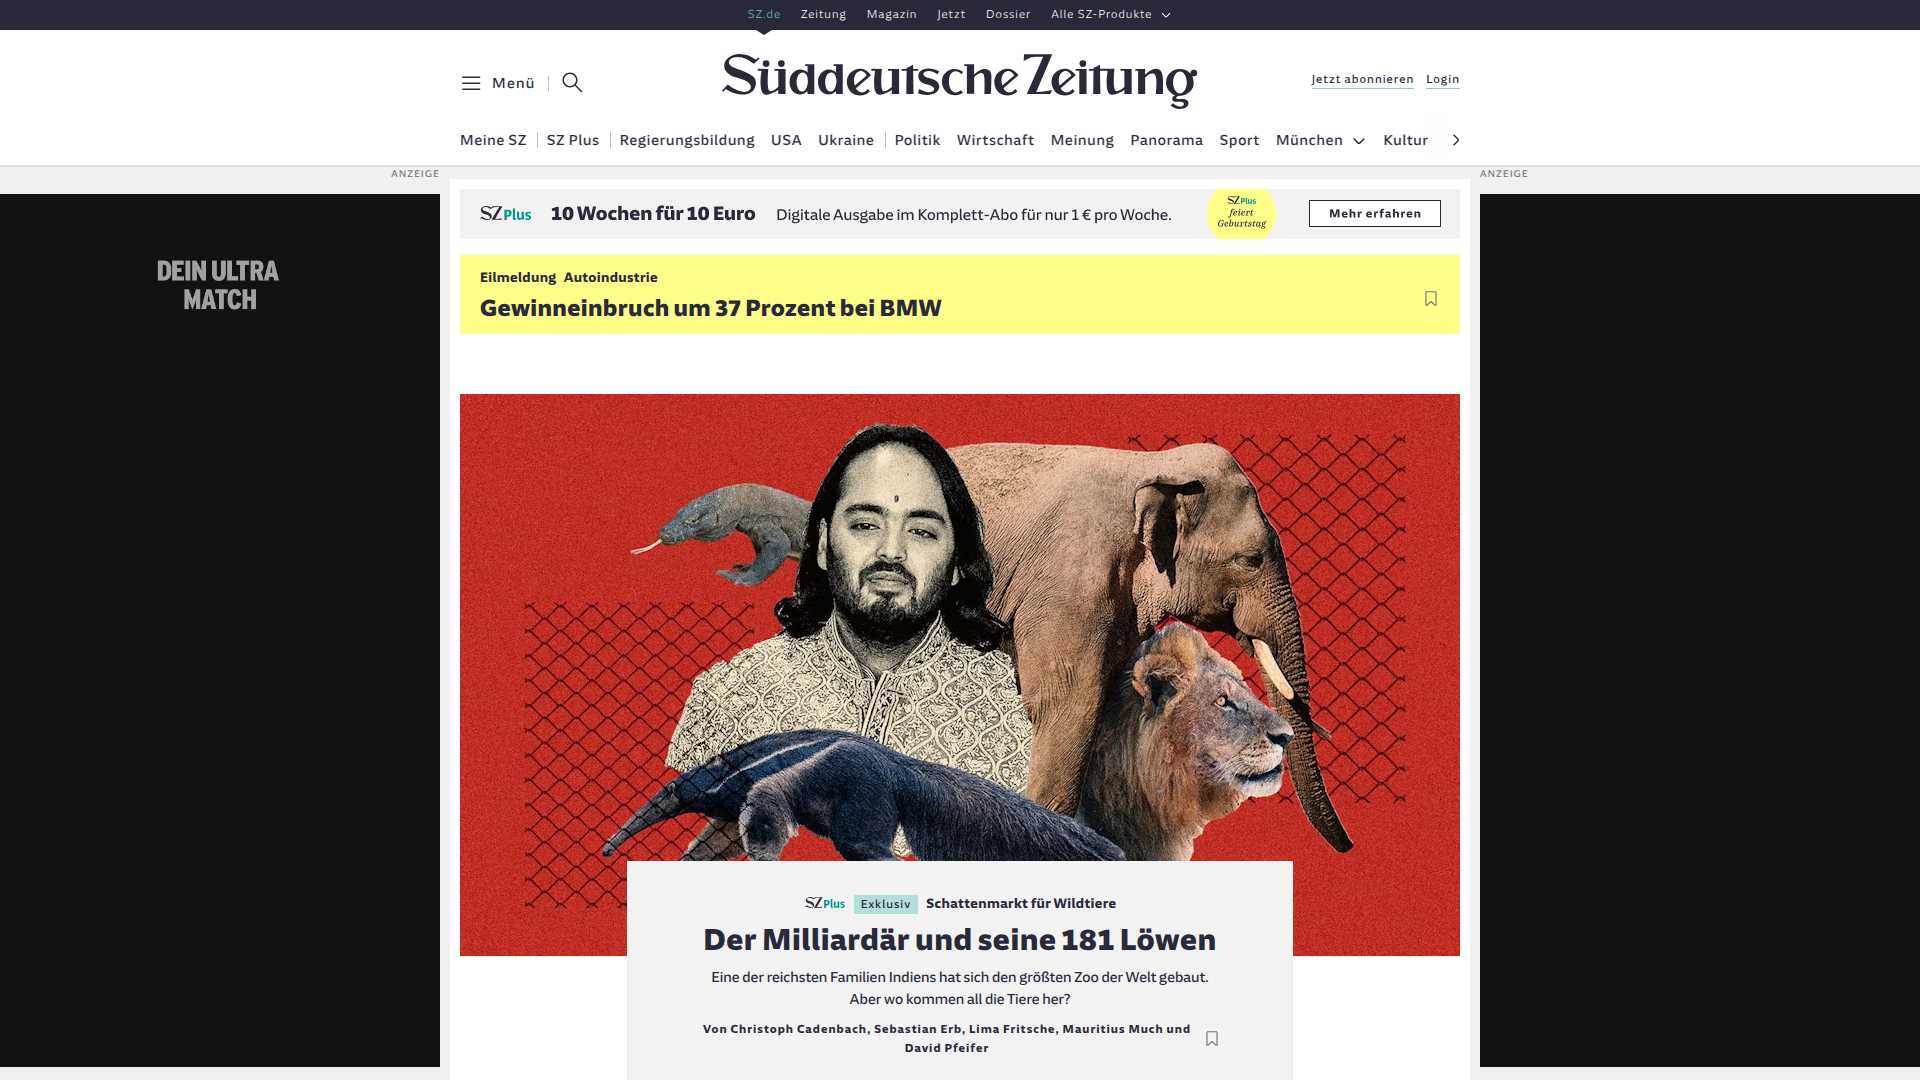 SZ.de Zeitung Magazin Jetzt Dossier Alle SZ-Produkte
Menü
Süddeutsche Zeitung
Jetzt abonnieren Login
Meine SZ SZ Plus Regierungsbildung USA Ukraine Politik Wirtschaft Meinung Panorama Sport München Kultur
ANZEIGE
ANZEIGE
DEIN ULTRA
MATCH
SZ Plus 10 Wochen für 10 Euro Digitale Ausgabe im Komplett-Abo für nur 1 € pro Woche.
SZ Plus
feiert
Geburtstag
Mehr erfahren
Eilmeldung Autoindustrie
Gewinneinbruch um 37 Prozent bei BMW
SZ Plus Exklusiv Schattenmarkt für Wildtiere
Der Milliardär und seine 181 Löwen
Eine der reichsten Familien Indiens hat sich den größten Zoo der Welt gebaut.
Aber wo kommen all die Tiere her?
Von Christoph Cadenbach, Sebastian Erb, Lima Fritsche, Mauritius Much und
David Pfeifer